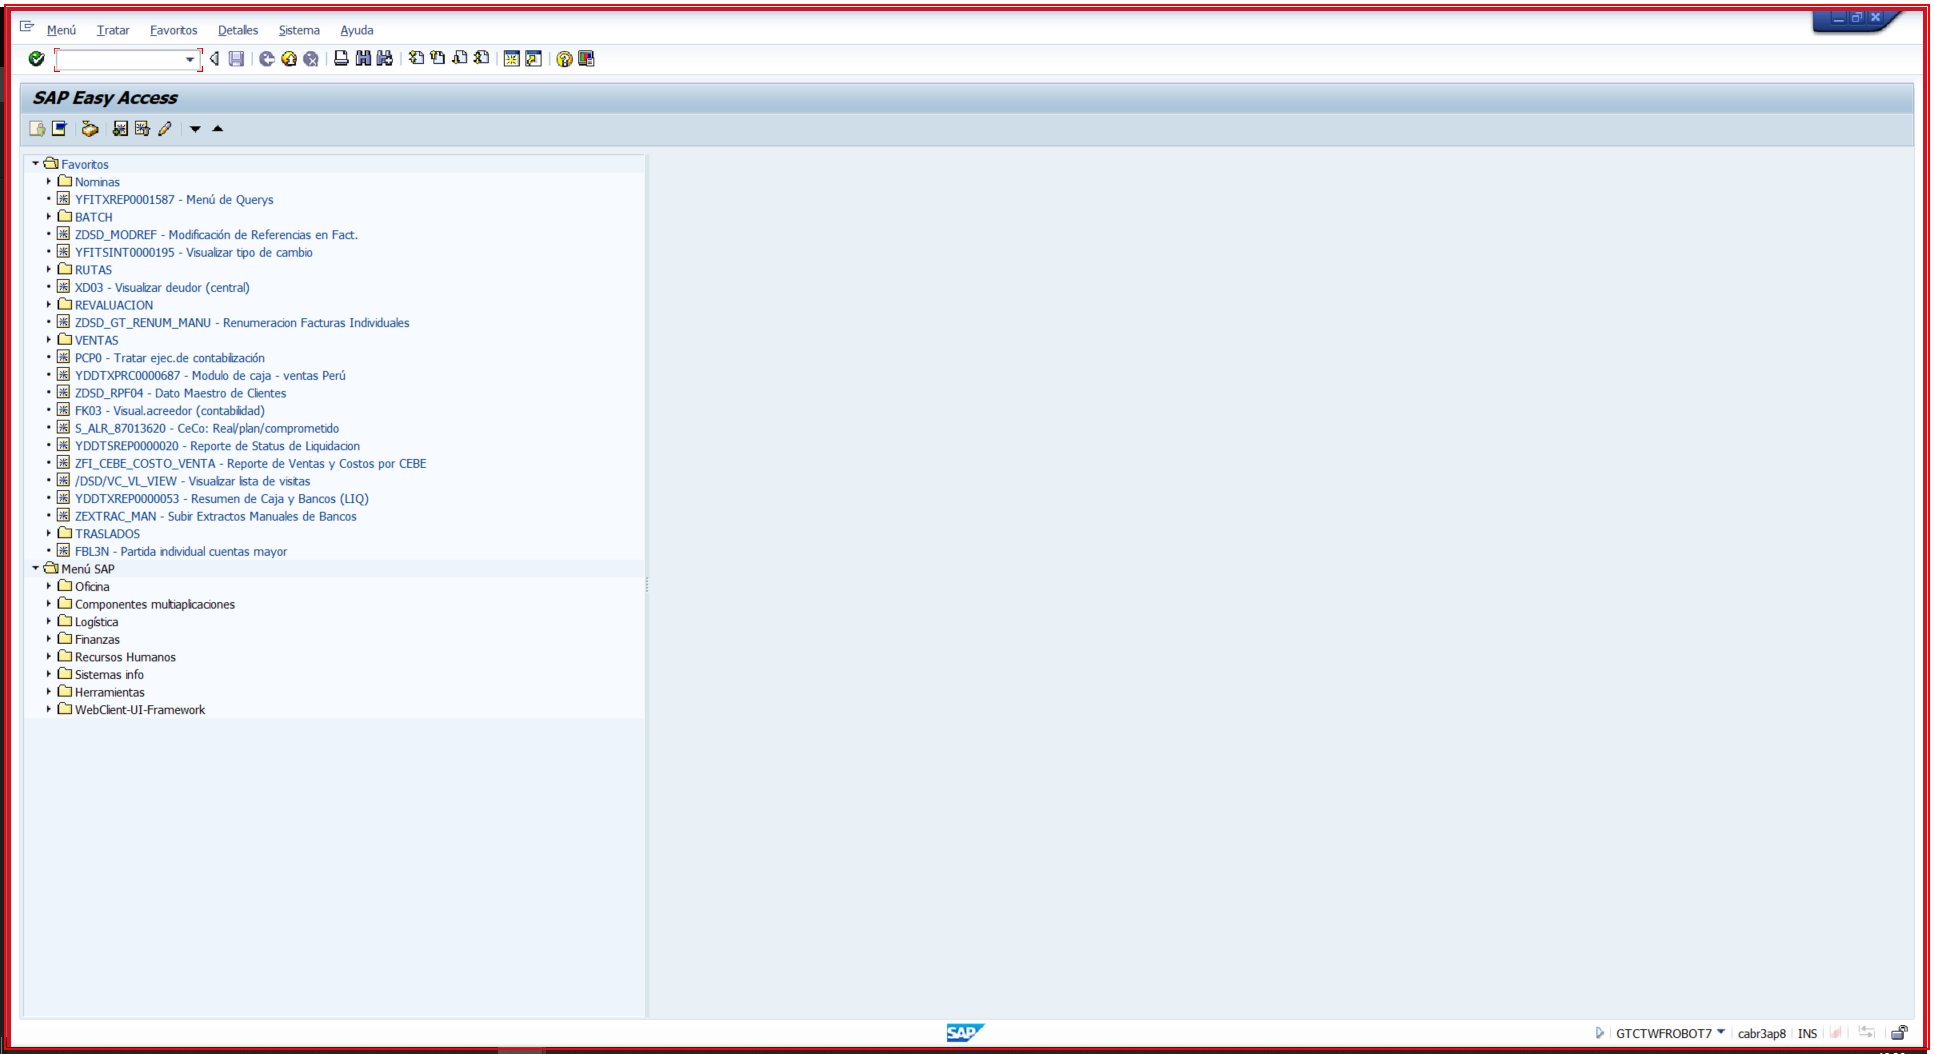 Menú Tratar Favoritos Detalles Sistema Ayuda
SAP Easy Access
Favoritos
Nominas
YFITXREP0001587 - Menú de Querys
BATCH
ZDSD_MODREF - Modificación de Referencias en Fact.
YFITSINT0000195 - Visualizar tipo de cambio
RUTAS
XD03 - Visualizar deudor (central)
REVALUACION
ZDSD_GT_RENUM_MANU - Renumeracion Facturas Individuales
VENTAS
PCP0 - Tratar ejec.de contabilización
YDDTXPRC0000687 - Modulo de caja - ventas Perú
ZDSD_RPF04 - Dato Maestro de Clientes
FK03 - Visual.acreedor (contabilidad)
S_ALR_87013620 - CeCo: Real/plan/comprometido
YDDTSREP0000020 - Reporte de Status de Liquidacion
ZFI_CEBE_COSTO_VENTA - Reporte de Ventas y Costos por CEBE
/DSD/VC_VL_VIEW - Visualizar lista de visitas
YDDTXREP0000053 - Resumen de Caja y Bancos (LIQ)
ZEXTRAC_MAN - Subir Extractos Manuales de Bancos
TRASLADOS
FBL3N - Partida individual cuentas mayor
Menú SAP
Oficina
Componentes multiaplicaciones
Logística
Finanzas
Recursos Humanos
Sistemas info
Herramientas
WebClient-UI-Framework
SAP
GTCTWFROBOT7 cabr3ap8 INS